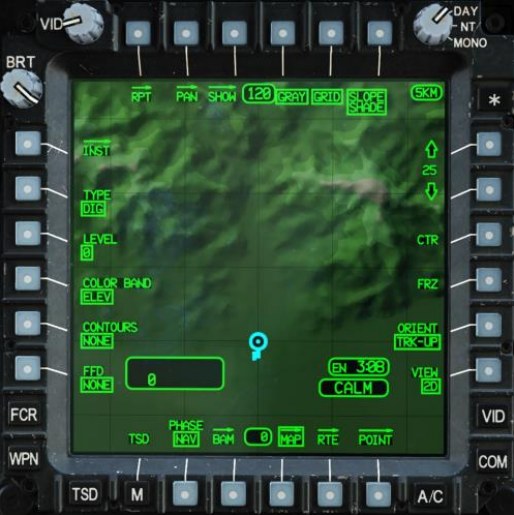 VID
DAY
NT
MONO
BRT
RPT PAN SHOW 120 GRAY GRID SLOPE SHADE 5KM
*
INST
25
TYPE
DIG
LEVEL
0
CTR
COLOR BAND
ELEV
FRZ
CONTOURS
NONE
ORIENT
TRK-UP
FFD
NONE
0
EN 3:08
CALM
VIEW
2D
FCR
VID
PHASE
TSD NAV BAM 0 MAP RTE POINT
WPN
COM
TSD M A/C